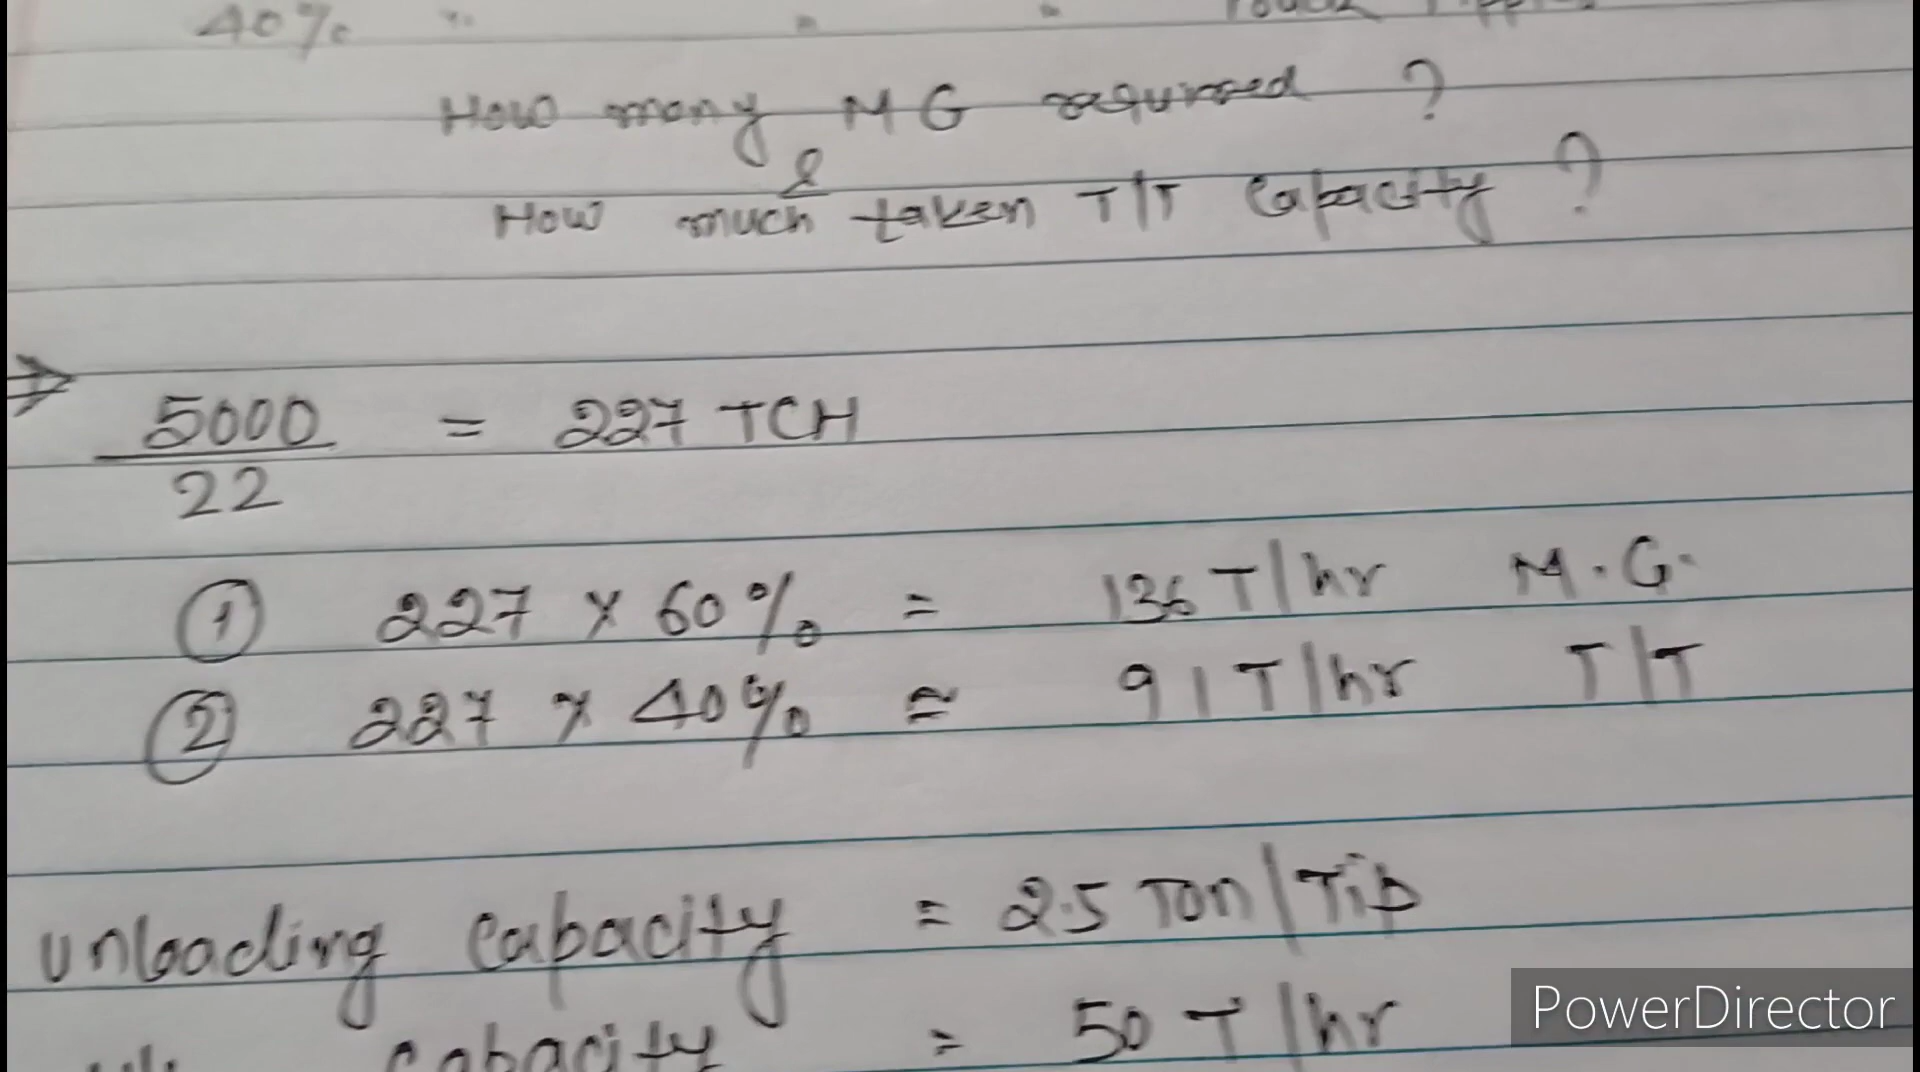 40% " " "
How many MG required ?
&
How much taken T/T Capacity ?
⇒
5000 = 227 TCH
22
① 227 × 60% = 136 T/hr M.G.
② 227 × 40% = 91 T/hr T/T
unloading capacity = 2.5 Ton/Tip
capacity = 50 T/hr
PowerDirector